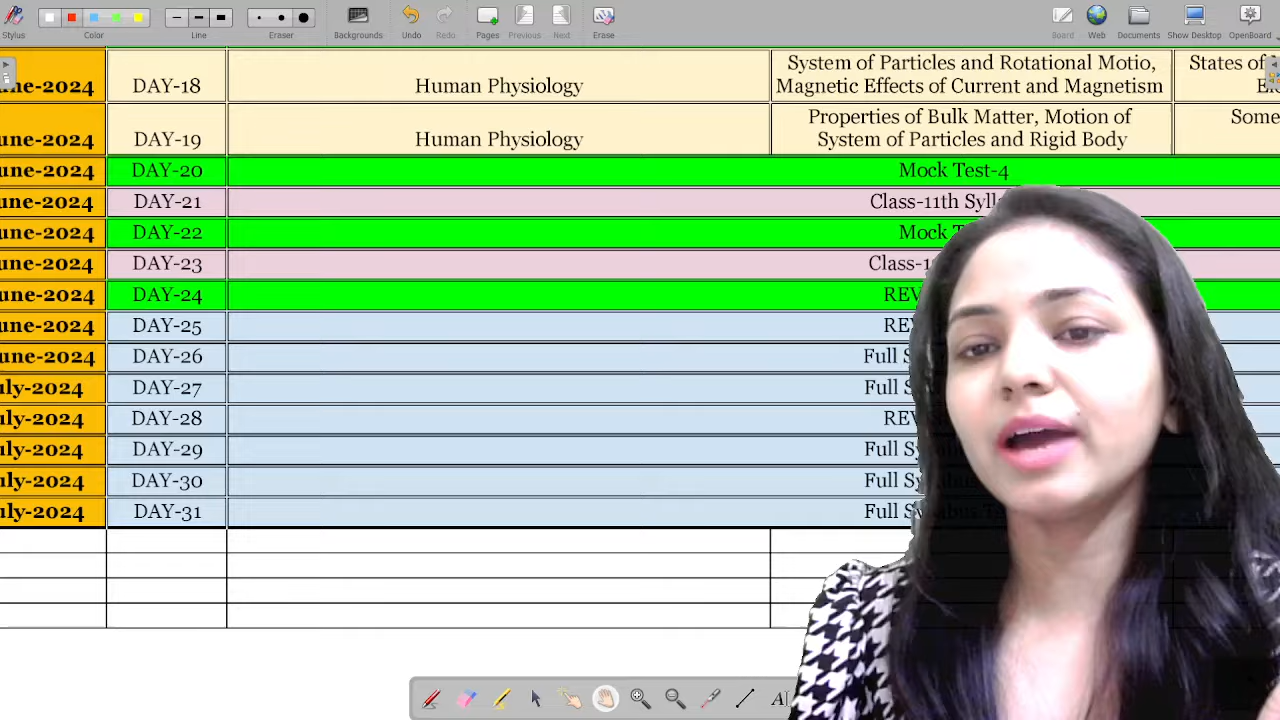 Stylus
Color
Line
Eraser
Backgrounds
Undo
Redo
Pages
Previous
Next
Erase
Board
Web
Documents
Show Desktop
OpenBoard
une-2024 DAY-18 Human Physiology System of Particles and Rotational Motio, States of
Magnetic Effects of Current and Magnetism
une-2024 DAY-19 Human Physiology Properties of Bulk Matter, Motion of Some
System of Particles and Rigid Body
une-2024 DAY-20 Mock Test-4
une-2024 DAY-21 Class-11th Sylla
une-2024 DAY-22 Mock T
une-2024 DAY-23 Class-1
une-2024 DAY-24 REV
une-2024 DAY-25 REV
une-2024 DAY-26 Full S
uly-2024 DAY-27 Full S
uly-2024 DAY-28 REV
uly-2024 DAY-29 Full Sy
uly-2024 DAY-30 Full Sy
uly-2024 DAY-31 Full Sy